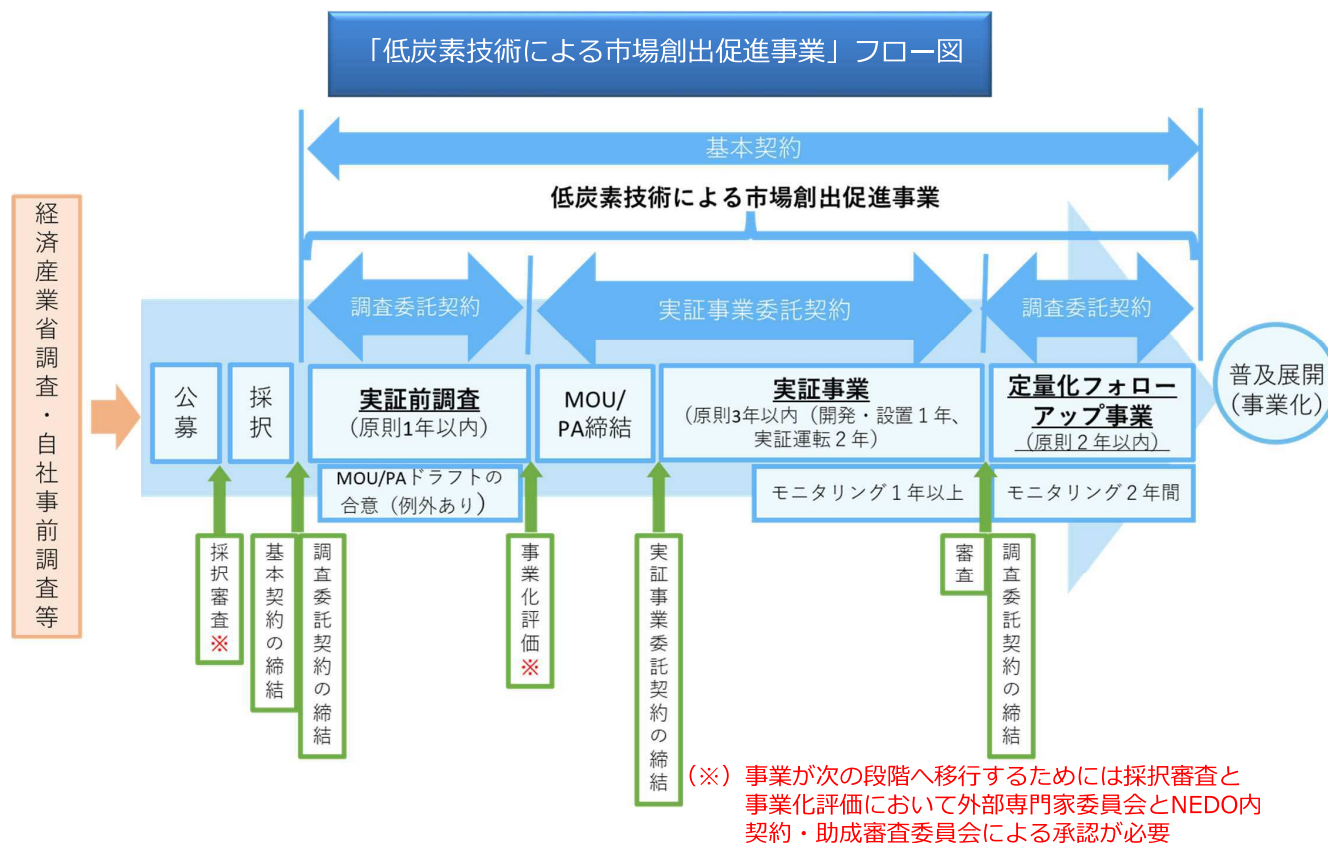 「低炭素技術による市場創出促進事業」フロー図
基本契約
低炭素技術による市場創出促進事業
経済産業省調査・自社事前調査等
調査委託契約
実証事業委託契約
調査委託契約
公募
採択
実証前調査
(原則1年以内)
MOU/
PA締結
実証事業
(原則3年以内（開発・設置１年、
実証運転２年）
定量化フォロー
アップ事業
(原則２年以内)
普及展開
(事業化)
MOU/PAドラフトの
合意（例外あり）
モニタリング１年以上
モニタリング２年間
採択審査※
基本契約の締結
調査委託契約の締結
事業化評価※
実証事業委託契約の締結
審査
調査委託契約の締結
（※）事業が次の段階へ移行するためには採択審査と
事業化評価において外部専門家委員会とNEDO内
契約・助成審査委員会による承認が必要